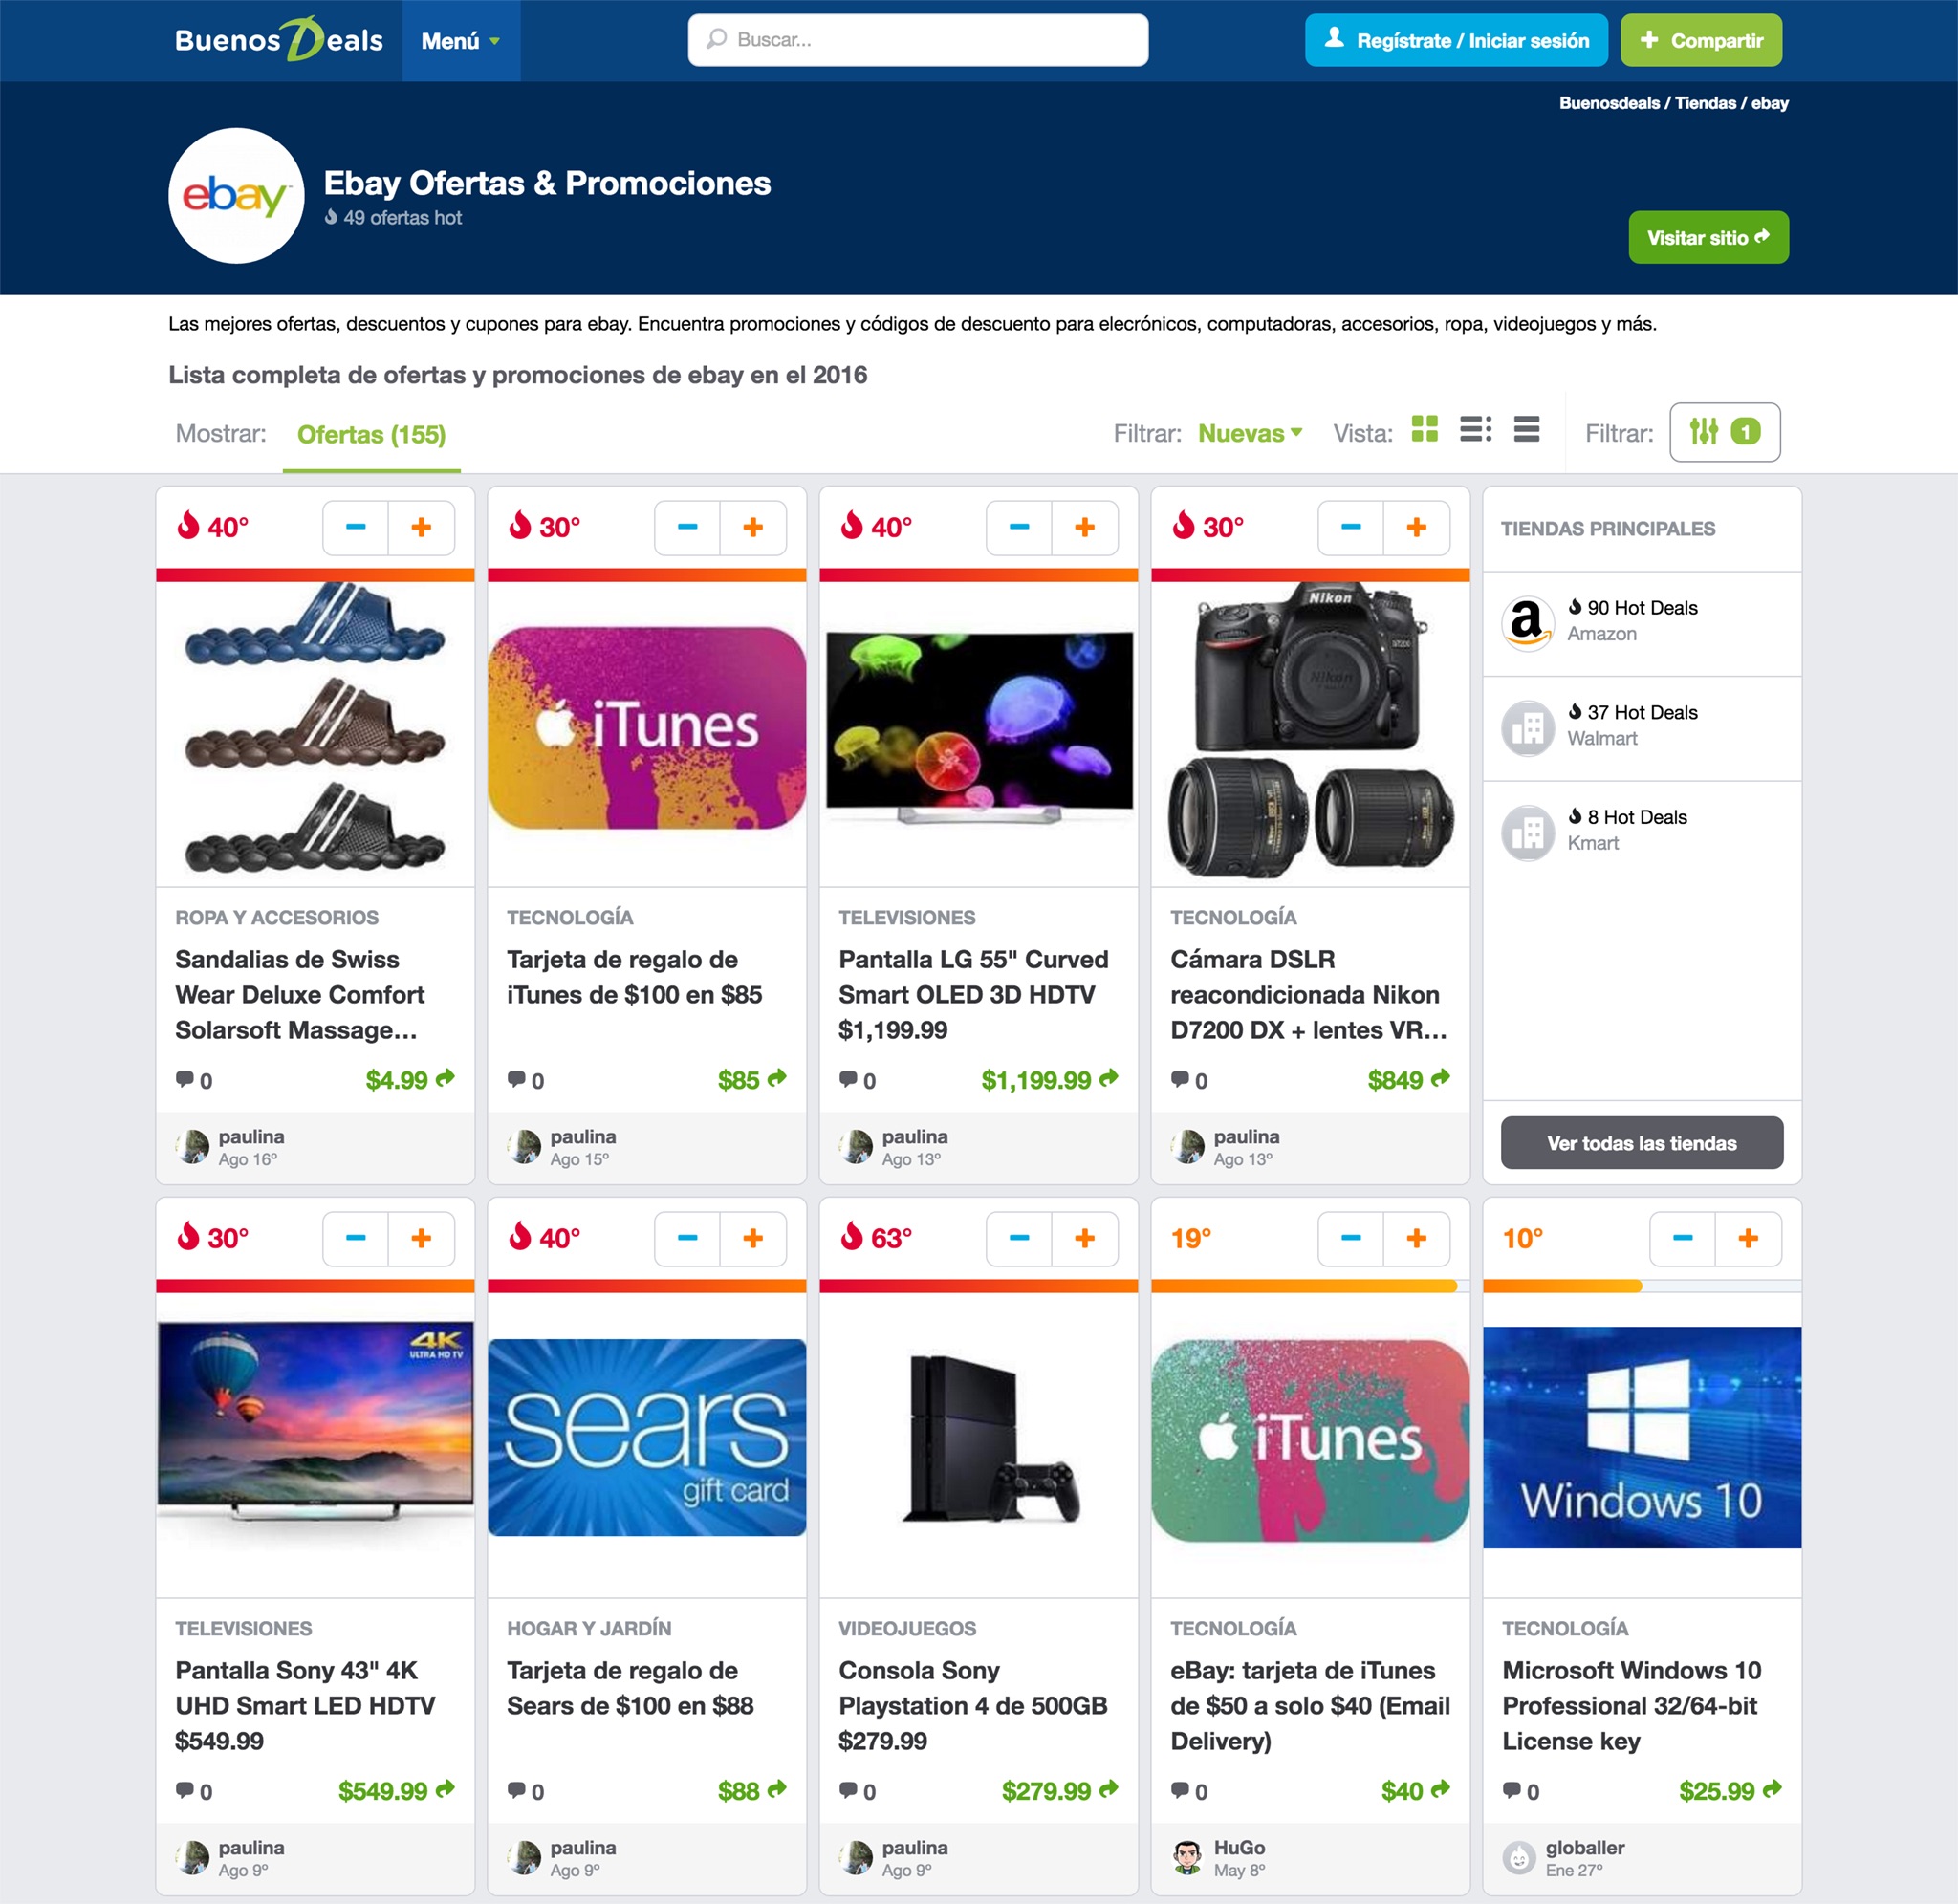 BuenosDeals
Menú
Buscar...
Regístrate / Iniciar sesión
Compartir
Buenosdeals / Tiendas / ebay
ebay
Ebay Ofertas & Promociones
49 ofertas hot
Visitar sitio
Las mejores ofertas, descuentos y cupones para ebay. Encuentra promociones y códigos de descuento para elecrónicos, computadoras, accesorios, ropa, videojuegos y más.
Lista completa de ofertas y promociones de ebay en el 2016
Mostrar: Ofertas (155)
Filtrar: Nuevas
Vista:
Filtrar: 1
40°
ROPA Y ACCESORIOS
Sandalias de Swiss
Wear Deluxe Comfort
Solarsoft Massage...
0 $4.99
paulina
Ago 16º
30°
iTunes
TECNOLOGÍA
Tarjeta de regalo de
iTunes de $100 en $85
0 $85
paulina
Ago 15º
40°
TELEVISIONES
Pantalla LG 55" Curved
Smart OLED 3D HDTV
$1,199.99
0 $1,199.99
paulina
Ago 13º
30°
Nikon
D7200
Nikon
TECNOLOGÍA
Cámara DSLR
reacondicionada Nikon
D7200 DX + lentes VR...
0 $849
paulina
Ago 13º
TIENDAS PRINCIPALES
a
90 Hot Deals
Amazon
37 Hot Deals
Walmart
8 Hot Deals
Kmart
Ver todas las tiendas
30°
4K
ULTRA HD TV
TELEVISIONES
Pantalla Sony 43" 4K
UHD Smart LED HDTV
$549.99
0 $549.99
paulina
Ago 9º
40°
sears
gift card
HOGAR Y JARDÍN
Tarjeta de regalo de
Sears de $100 en $88
0 $88
paulina
Ago 9º
63°
VIDEOJUEGOS
Consola Sony
Playstation 4 de 500GB
$279.99
0 $279.99
paulina
Ago 9º
19°
iTunes
TECNOLOGÍA
eBay: tarjeta de iTunes
de $50 a solo $40 (Email
Delivery)
0 $40
HuGo
May 8º
10°
Windows 10
TECNOLOGÍA
Microsoft Windows 10
Professional 32/64-bit
License key
0 $25.99
globaller
Ene 27º